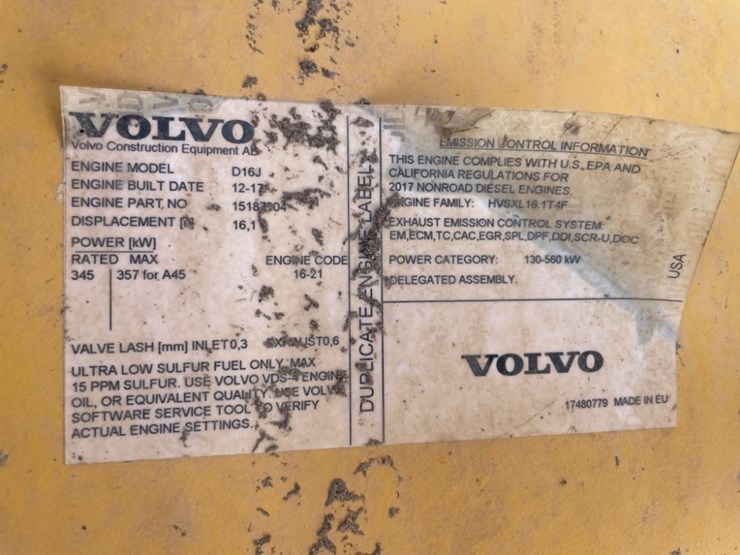 VOLVO
Volvo Construction Equipment AB
ENGINE MODEL D16J
ENGINE BUILT DATE 12-17
ENGINE PART NO
DISPLACEMENT 16,1
POWER [kW]
RATED MAX ENGINE CODE
345 357 for A45 16-21
VALVE LASH [mm] INLET 0,3 EXHAUST 0,6
ULTRA LOW SULFUR FUEL ONLY MAX
15 PPM SULFUR. USE VOLVO VDS-4 ENGINE
OIL, OR EQUIVALENT QUALITY. USE VOLVO
SOFTWARE SERVICE TOOL TO VERIFY
ACTUAL ENGINE SETTINGS.
DUPLICATE ENGINE LABEL
EMISSION CONTROL INFORMATION
THIS ENGINE COMPLIES WITH U.S. EPA AND
CALIFORNIA REGULATIONS FOR
2017 NONROAD DIESEL ENGINES.
ENGINE FAMILY: HVSXL16.1T4F
EXHAUST EMISSION CONTROL SYSTEM:
EM,ECM,TC,CAC,EGR,SPL,DPF,DDI,SCR-U,DOC
POWER CATEGORY: 130-560 kW
DELEGATED ASSEMBLY.
USA
VOLVO
17480779 MADE IN EU